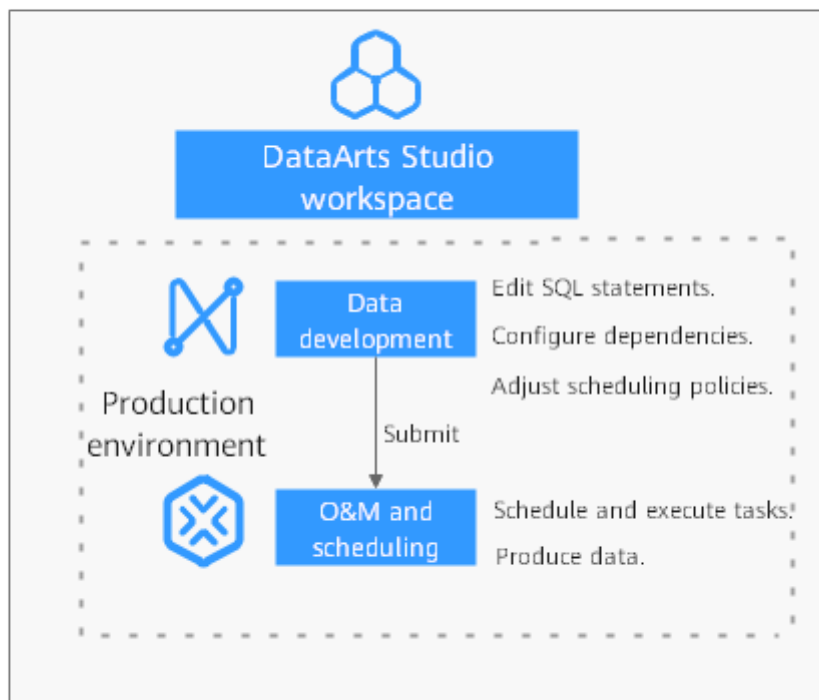 DataArts Studio
workspace
Data
development
Edit SQL statements.
Configure dependencies.
Adjust scheduling policies.
Production
environment
Submit
O&M and
scheduling
Schedule and execute tasks.
Produce data.